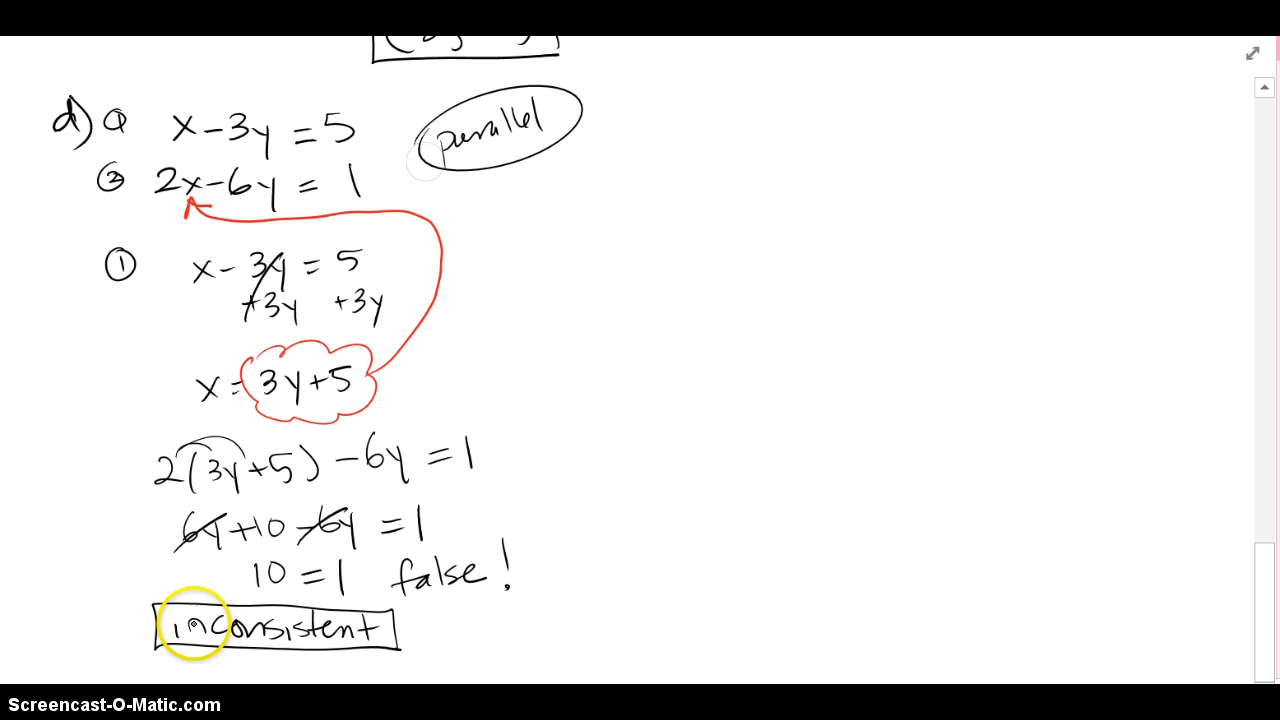 d) ① x - 3y = 5 parallel
② 2x - 6y = 1
① x - 3y = 5
+3y +3y
x = 3y + 5
2(3y + 5) - 6y = 1
6y + 10 - 6y = 1
10 = 1 false!
inconsistent
Screencast-O-Matic.com